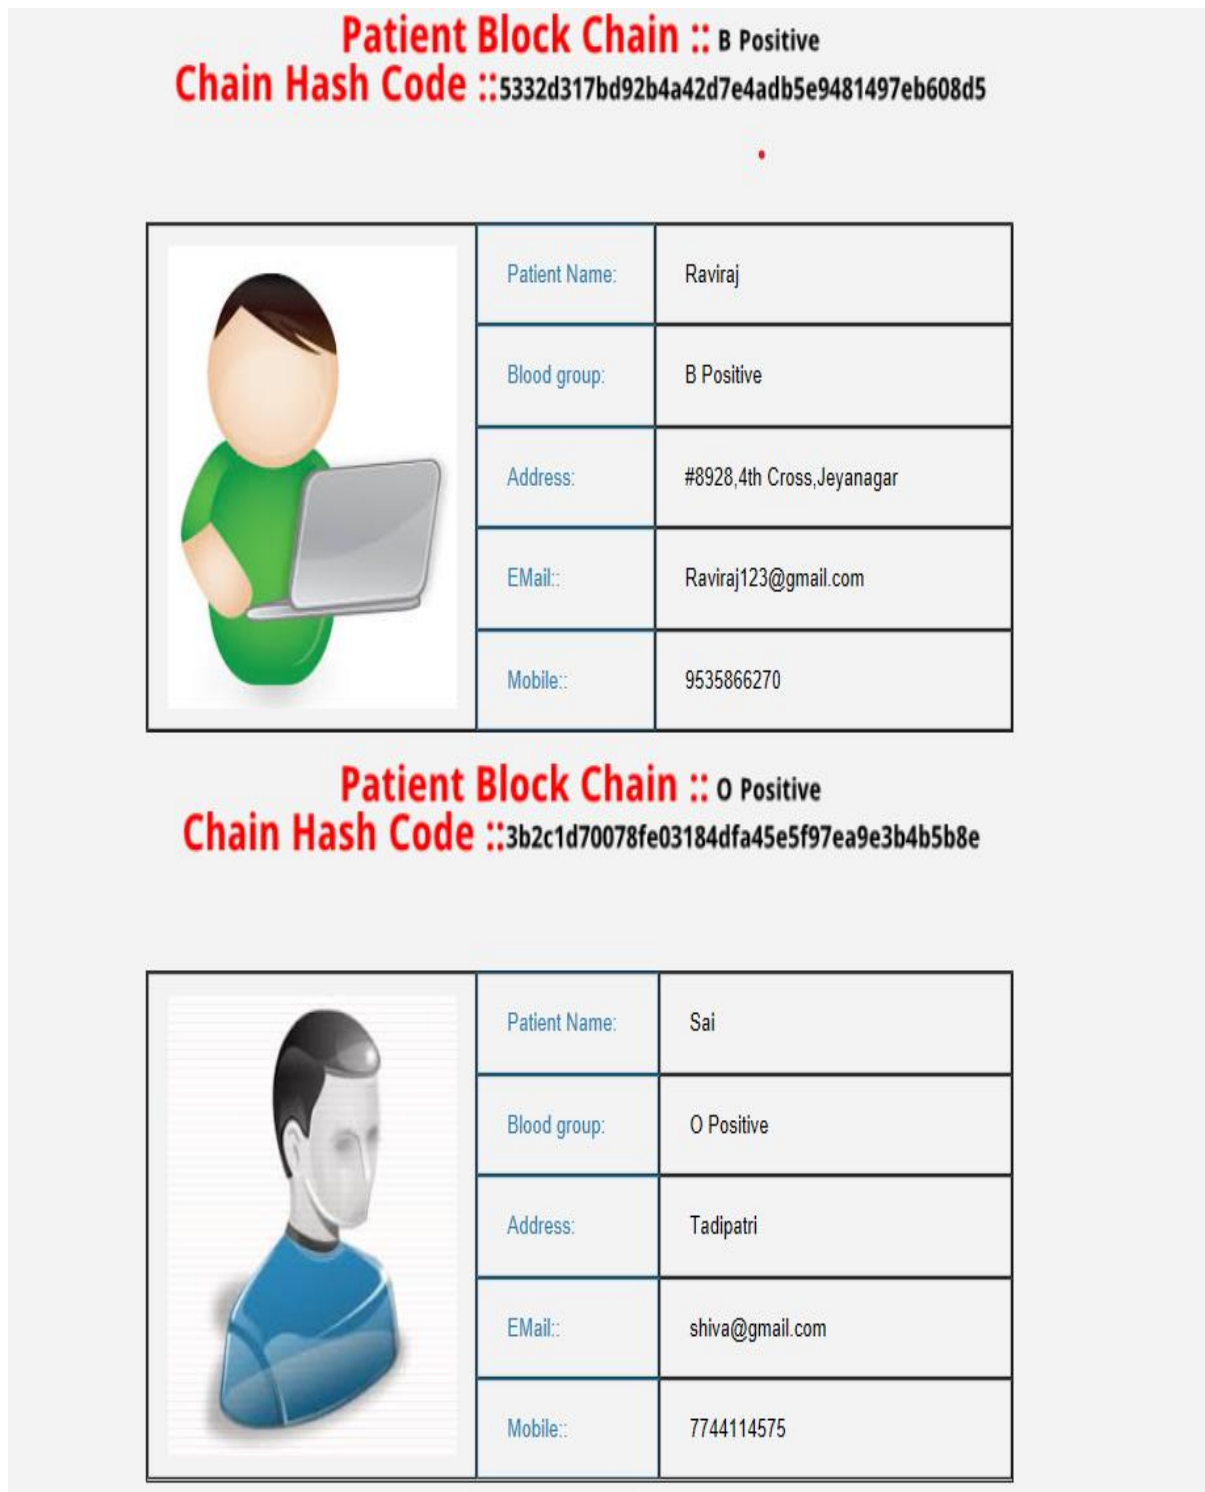 Patient Block Chain :: B Positive
Chain Hash Code ::5332d317bd92b4a42d7e4adb5e9481497eb608d5
Patient Name: Raviraj
Blood group: B Positive
Address: #8928,4th Cross,Jeyanagar
EMail:: Raviraj123@gmail.com
Mobile:: 9535866270
Patient Block Chain :: O Positive
Chain Hash Code ::3b2c1d70078fe03184dfa45e5f97ea9e3b4b5b8e
Patient Name: Sai
Blood group: O Positive
Address: Tadipatri
EMail:: shiva@gmail.com
Mobile:: 7744114575